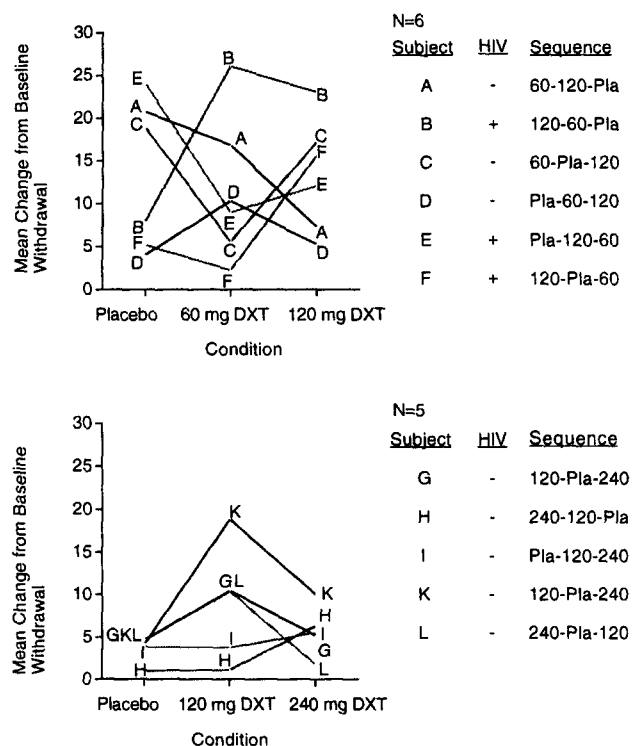 N=6
Subject HIV Sequence
A - 60-120-Pla
B + 120-60-Pla
C - 60-Pla-120
D - Pla-60-120
E + Pla-120-60
F + 120-Pla-60
Mean Change from Baseline
Withdrawal
30
25
20
15
10
5
0
E
A
C
B
F
D
B
A
D
E
C
F
B
C
F
E
A
D
Placebo 60 mg DXT 120 mg DXT
Condition
N=5
Subject HIV Sequence
G - 120-Pla-240
H - 240-120-Pla
I - Pla-120-240
K - 120-Pla-240
L - 240-Pla-120
Mean Change from Baseline
Withdrawal
30
25
20
15
10
5
0
GKL
I
H
K
GL
I
H
K
H
I
G
L
Placebo 120 mg DXT 240 mg DXT
Condition